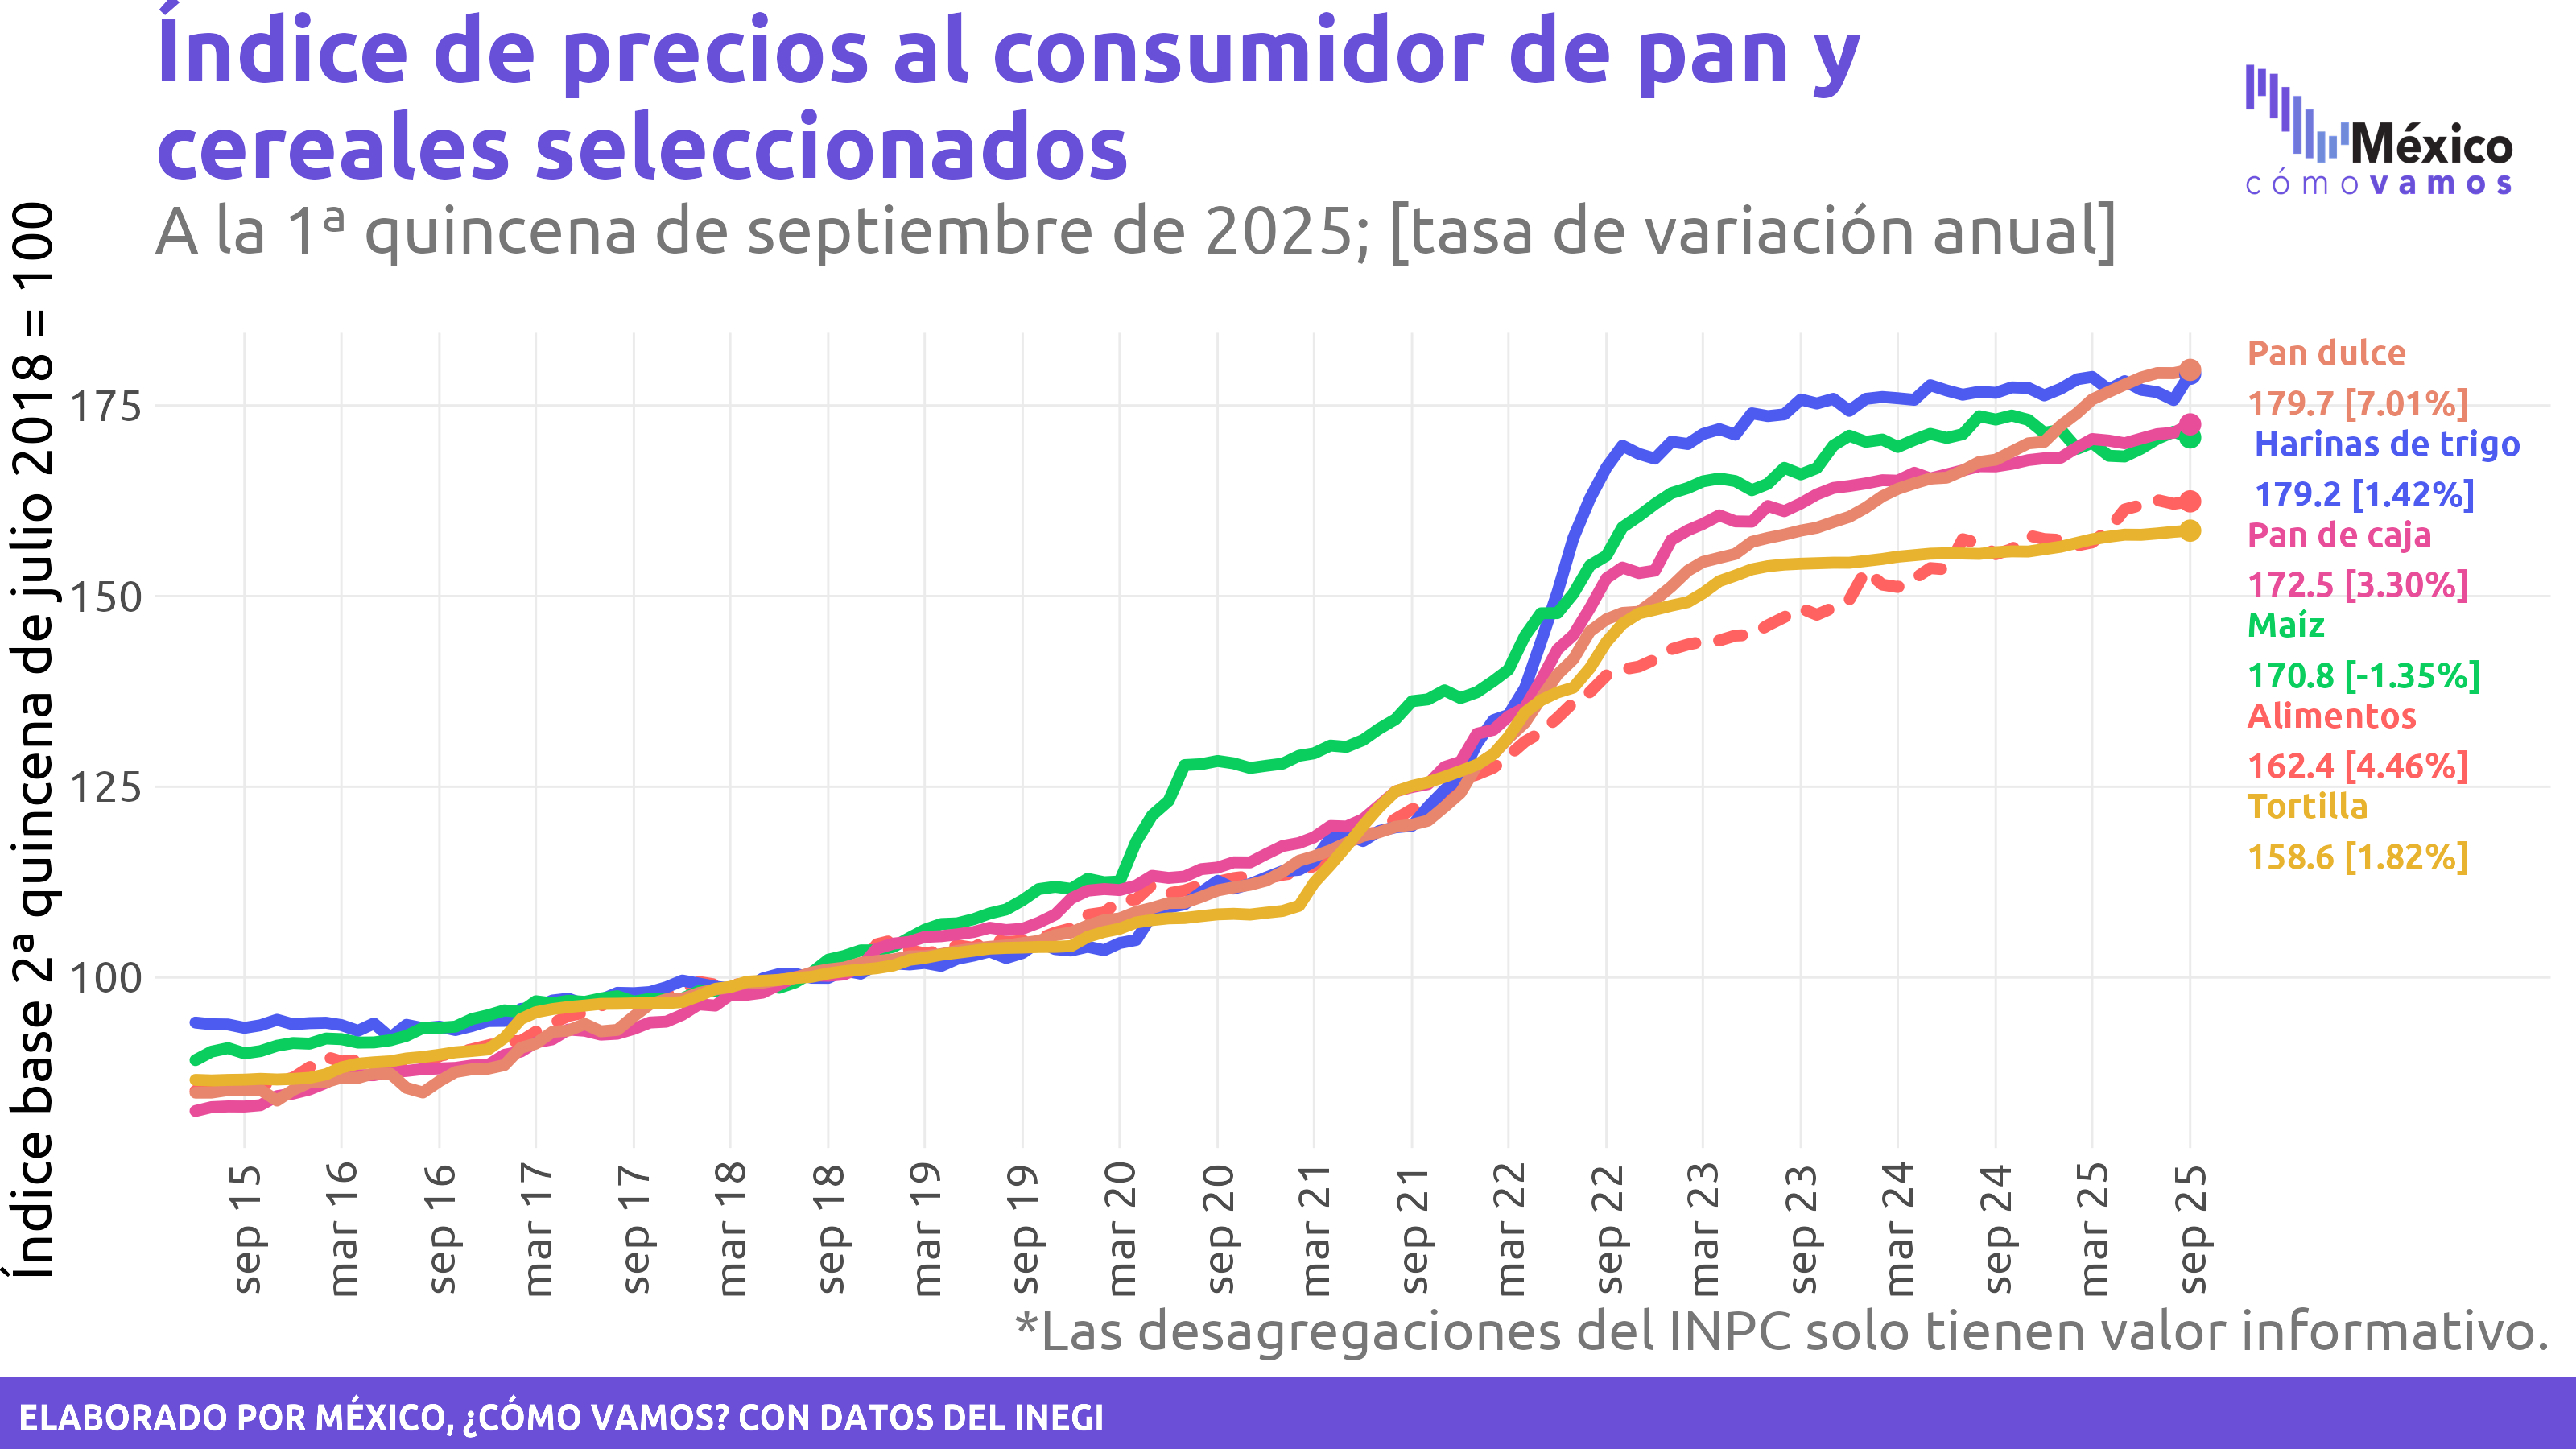 Índice de precios al consumidor de pan y
cereales seleccionados
A la 1ª quincena de septiembre de 2025; [tasa de variación anual]
México
cómo vamos
Índice base 2ª quincena de julio 2018 = 100
175
150
125
100
Pan dulce
179.7 [7.01%]
Harinas de trigo
179.2 [1.42%]
Pan de caja
172.5 [3.30%]
Maíz
170.8 [-1.35%]
Alimentos
162.4 [4.46%]
Tortilla
158.6 [1.82%]
sep 15
mar 16
sep 16
mar 17
sep 17
mar 18
sep 18
mar 19
sep 19
mar 20
sep 20
mar 21
sep 21
mar 22
sep 22
mar 23
sep 23
mar 24
sep 24
mar 25
sep 25
*Las desagregaciones del INPC solo tienen valor informativo.
ELABORADO POR MÉXICO, ¿CÓMO VAMOS? CON DATOS DEL INEGI